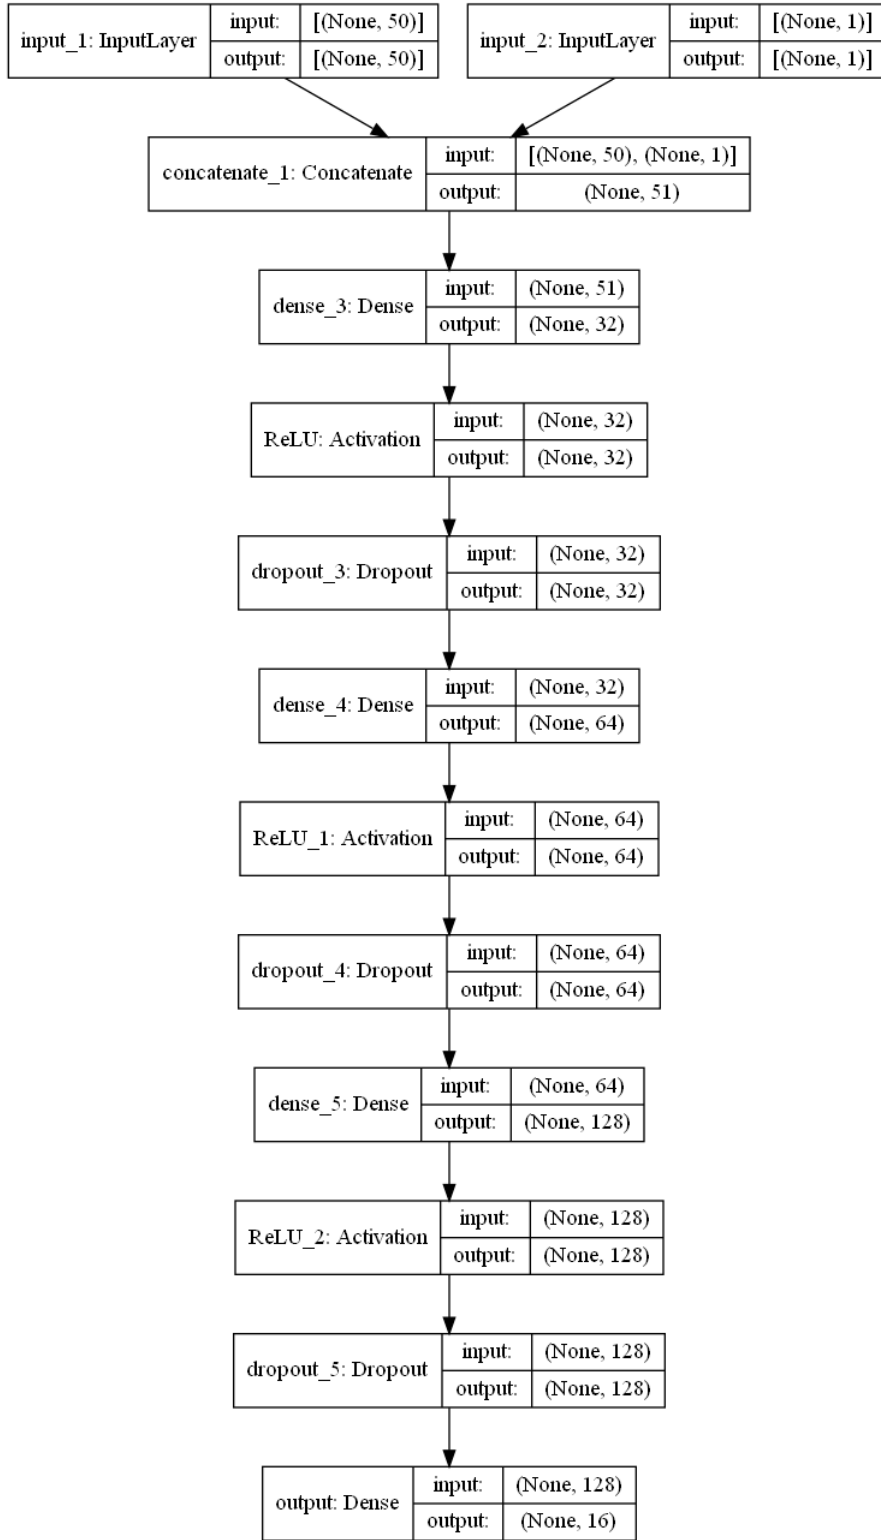 input_1: InputLayer
input: [(None, 50)]
output: [(None, 50)]
input_2: InputLayer
input: [(None, 1)]
output: [(None, 1)]
concatenate_1: Concatenate
input: [(None, 50), (None, 1)]
output: (None, 51)
dense_3: Dense
input: (None, 51)
output: (None, 32)
ReLU: Activation
input: (None, 32)
output: (None, 32)
dropout_3: Dropout
input: (None, 32)
output: (None, 32)
dense_4: Dense
input: (None, 32)
output: (None, 64)
ReLU_1: Activation
input: (None, 64)
output: (None, 64)
dropout_4: Dropout
input: (None, 64)
output: (None, 64)
dense_5: Dense
input: (None, 64)
output: (None, 128)
ReLU_2: Activation
input: (None, 128)
output: (None, 128)
dropout_5: Dropout
input: (None, 128)
output: (None, 128)
output: Dense
input: (None, 128)
output: (None, 16)